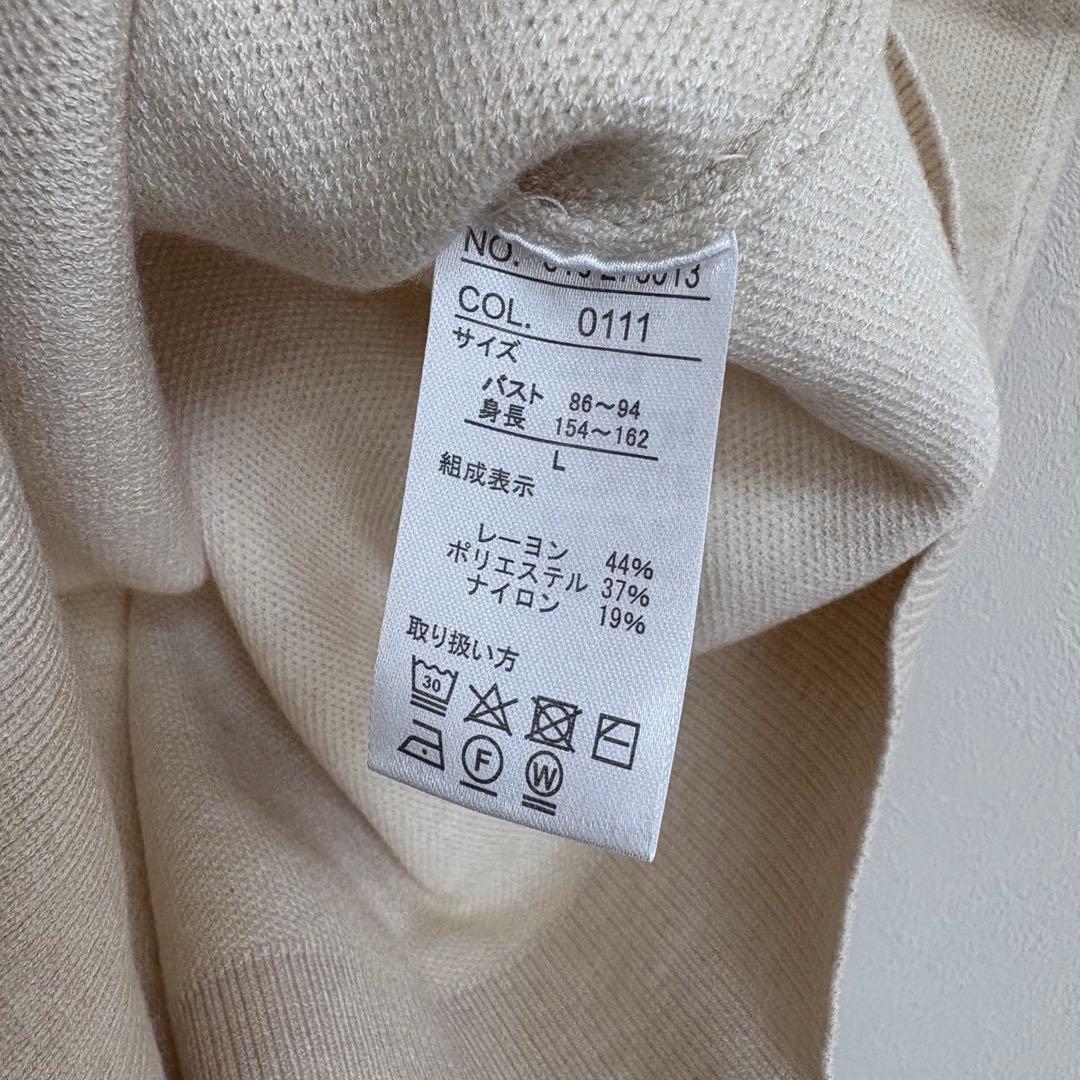 NO.
COL. 0111
サイズ
バスト 86～94
身長 154～162
L
組成表示
レーヨン 44%
ポリエステル 37%
ナイロン 19%
取り扱い方
30
F
W